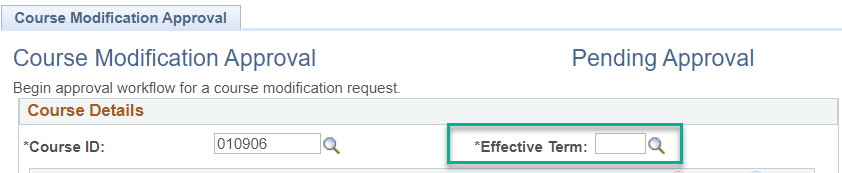 Course Modification Approval
Course Modification Approval Pending Approval
Begin approval workflow for a course modification request.
Course Details
*Course ID: 010906 *Effective Term: